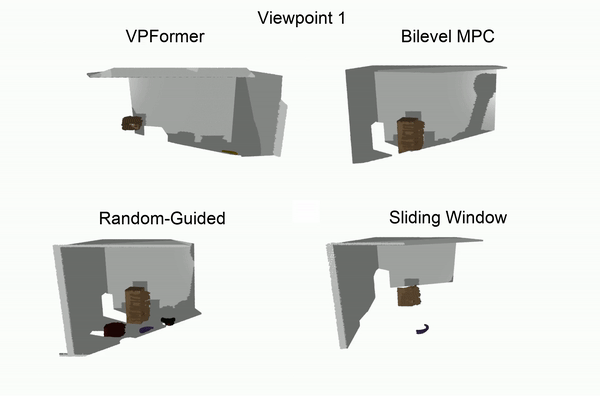 Viewpoint 1
VPFormer
Bilevel MPC
Random-Guided
Sliding Window